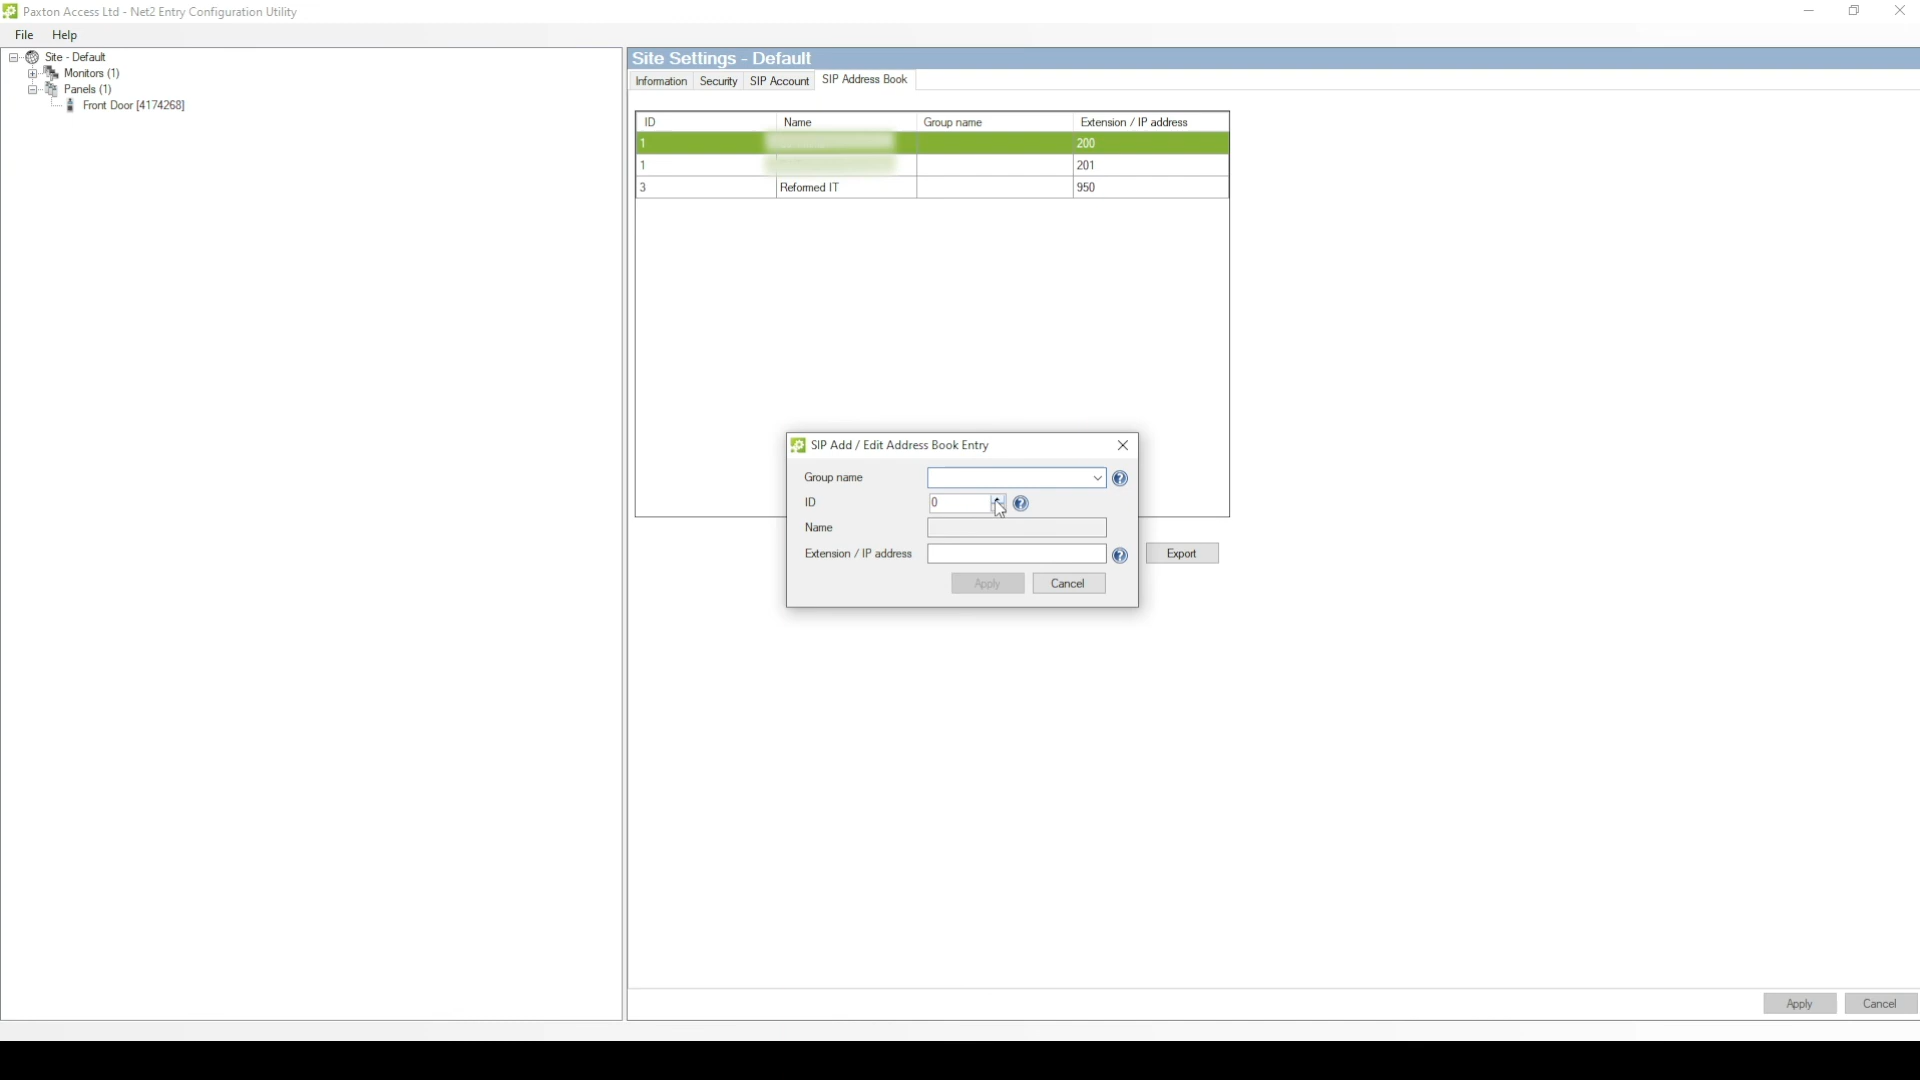 Paxton Access Ltd - Net2 Entry Configuration Utility
File Help
Site - Default
Monitors (1)
Panels (1)
Front Door [4174268]
Site Settings - Default
Information Security SIP Account SIP Address Book
ID Name Group name Extension / IP address
1 200
1 201
3 Reformed IT 950
SIP Add / Edit Address Book Entry
Group name
ID 0
Name
Extension / IP address
Apply Cancel
Export
Apply Cancel